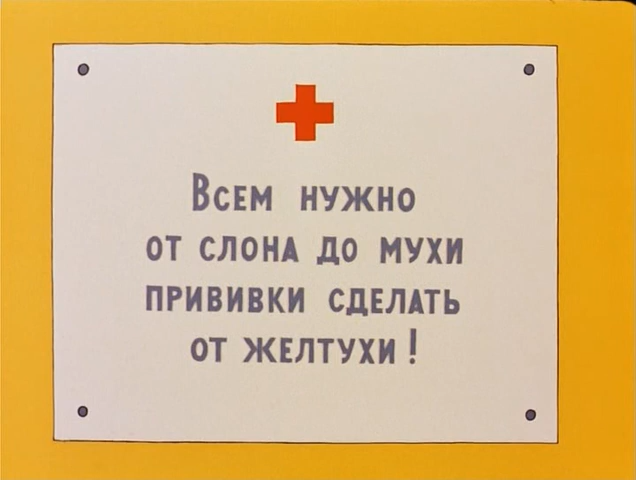 Всем нужно
от слона до мухи
прививки сделать
от желтухи!